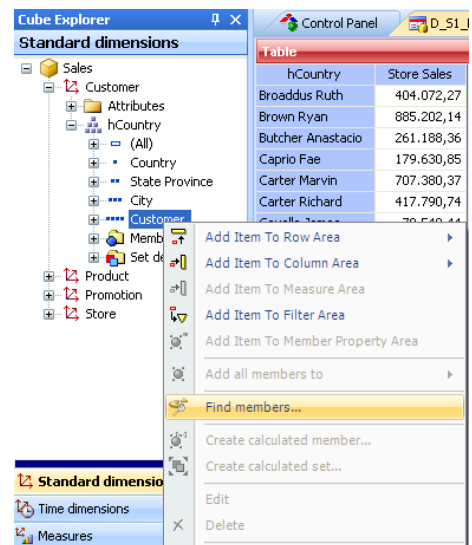 Cube Explorer
Standard dimensions
Sales
Customer
Attributes
hCountry
(All)
Country
State Province
City
Customer
Memb
Set de
Product
Promotion
Store
Standard dimensio
Time dimensions
Measures
Control Panel
D_S1_
Table
hCountry Store Sales
Broaddus Ruth 404.072,27
Brown Ryan 885.202,14
Butcher Anastacio 261.188,36
Caprio Fae 179.630,85
Carter Marvin 707.380,37
Carter Richard 417.790,74
Add Item To Row Area
Add Item To Column Area
Add Item To Measure Area
Add Item To Filter Area
Add Item To Member Property Area
Add all members to
Find members...
Create calculated member...
Create calculated set...
Edit
Delete